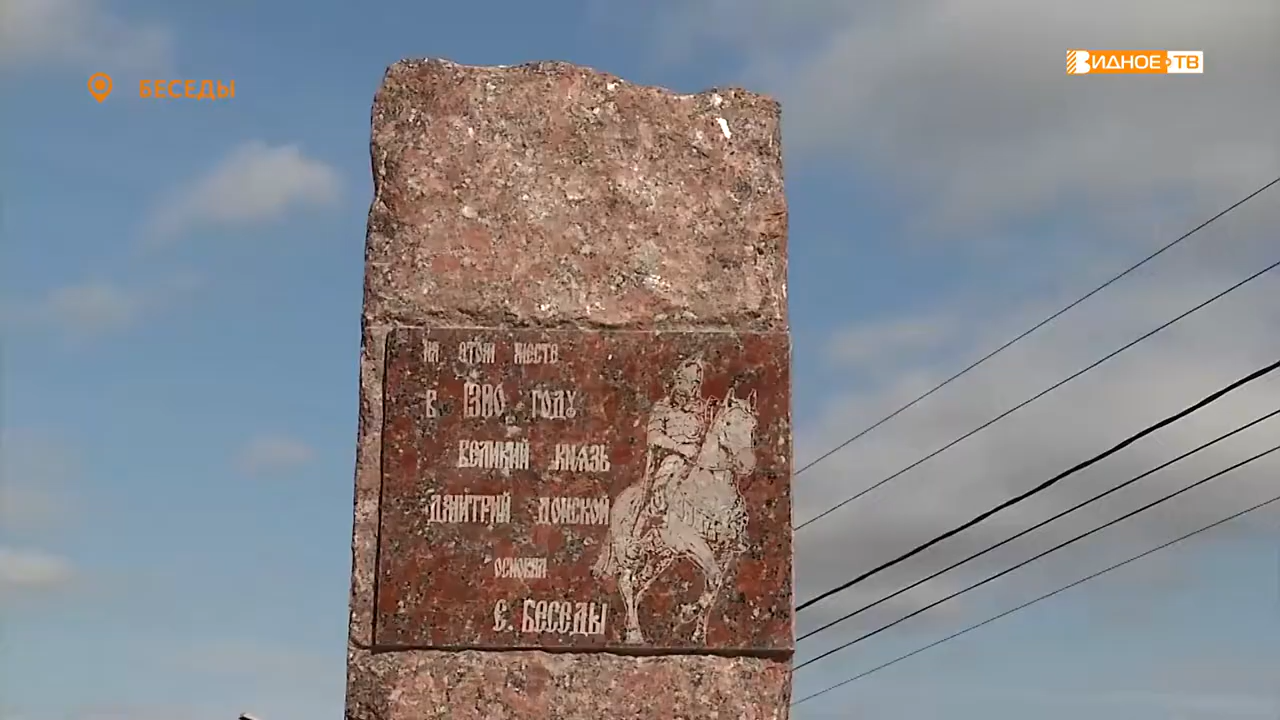 БЕСЕДЫ
ВИДНОЕ ТВ
на этом месте
в 1380 году
великий князь
Дмитрий Донской
основал
с. Беседы